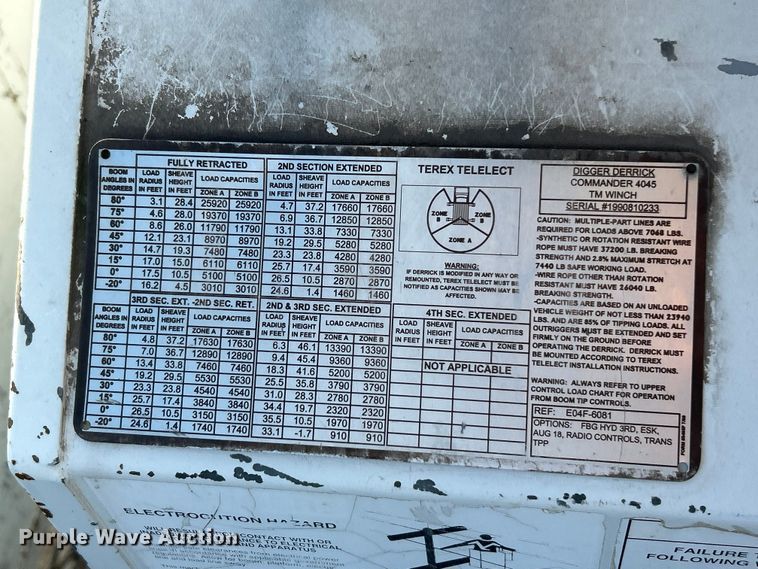 FULLY RETRACTED 2ND SECTION EXTENDED
BOOM ANGLES IN DEGREES LOAD RADIUS IN FEET SHEAVE HEIGHT IN FEET LOAD CAPACITIES ZONE A ZONE B LOAD RADIUS IN FEET SHEAVE HEIGHT IN FEET LOAD CAPACITIES ZONE A ZONE B
80° 3.1 28.4 25920 25920 4.7 37.2 17660 17660
75° 4.6 28.0 19370 19370 6.9 36.7 12850 12850
60° 8.6 26.0 11790 11790 13.1 33.8 7330 7330
45° 12.1 23.1 8970 8970 19.2 29.5 5280 5280
30° 14.7 19.3 7480 7480 23.3 23.8 4280 4280
15° 17.0 15.0 6110 6110 25.7 17.4 3590 3590
0° 17.5 10.5 5100 5100 26.5 10.5 2870 2870
-20° 16.2 4.5 3010 3010 24.6 1.4 1460 1460
3RD SEC. EXT. -2ND SEC. RET. 2ND & 3RD SEC. EXTENDED 4TH SEC. EXTENDED
BOOM ANGLES IN DEGREES LOAD RADIUS IN FEET SHEAVE HEIGHT IN FEET LOAD CAPACITIES ZONE A ZONE B LOAD RADIUS IN FEET SHEAVE HEIGHT IN FEET LOAD CAPACITIES ZONE A ZONE B LOAD RADIUS IN FEET SHEAVE HEIGHT IN FEET LOAD CAPACITIES ZONE A ZONE B
80° 4.8 37.2 17630 17630 6.3 46.1 13390 13390
75° 7.0 36.7 12890 12890 9.4 45.4 9360 9360
60° 13.4 33.8 7460 7460 18.3 41.6 5200 5200
45° 19.2 29.5 5530 5530 25.5 35.8 3790 3790
30° 23.3 23.8 4540 4540 31.0 28.3 2780 2780
15° 25.7 17.4 3840 3840 34.4 19.7 2320 2320
0° 26.5 10.5 3150 3150 35.5 10.5 1970 1970
-20° 24.6 1.4 1740 1740 33.1 -1.7 910 910
NOT APPLICABLE
TEREX TELELECT
ZONE B ZONE B
ZONE A
WARNING:
IF DERRICK IS MODIFIED IN ANY WAY OR
REMOUNTED, TEREX TELELECT MUST BE
NOTIFIED AS CAPACITIES SHOWN MAY BE
AFFECTED.
DIGGER DERRICK
COMMANDER 4045
TM WINCH
SERIAL #1990810233
CAUTION: MULTIPLE-PART LINES ARE
REQUIRED FOR LOADS ABOVE 7068 LBS.
-SYNTHETIC OR ROTATION RESISTANT WIRE
ROPE MUST HAVE 37200 LB. BREAKING
STRENGTH AND 2.8% MAXIMUM STRETCH AT
7440 LB SAFE WORKING LOAD.
-WIRE ROPE OTHER THAN ROTATION
RESISTANT MUST HAVE 26040 LB.
BREAKING STRENGTH.
-CAPACITIES ARE BASED ON AN UNLOADED
VEHICLE WEIGHT OF NOT LESS THAN 23940
LBS. AND ARE 85% OF TIPPING LOADS. ALL
OUTRIGGERS MUST BE EXTENDED AND SET
FIRMLY ON THE GROUND BEFORE
OPERATING THE DERRICK. DERRICK MUST
BE MOUNTED ACCORDING TO TEREX
TELELECT INSTALLATION INSTRUCTIONS.
WARNING: ALWAYS REFER TO UPPER
CONTROL LOAD CHART FOR OPERATION
FROM BOOM TIP CONTROLS.
REF: E04F-6081
OPTIONS: FBG HYD 3RD, ESK,
AUG 18, RADIO CONTROLS, TRANS
TPP
ELECTROCUTION HAZARD
WILL RESULT FROM CONTACT WITH OR
AND APPARATUS
FAILURE
FOLLOWING
Purple Wave Auction